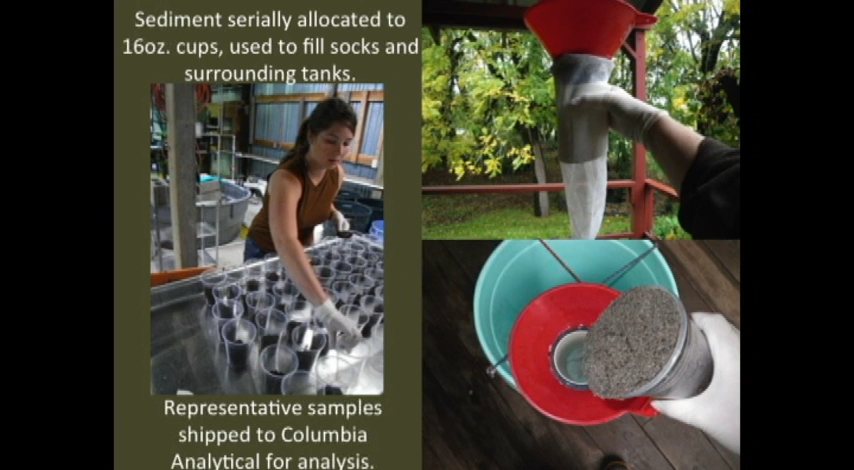 Sediment serially allocated to
16oz. cups, used to fill socks and
surrounding tanks.
Representative samples
shipped to Columbia
Analytical for analysis.